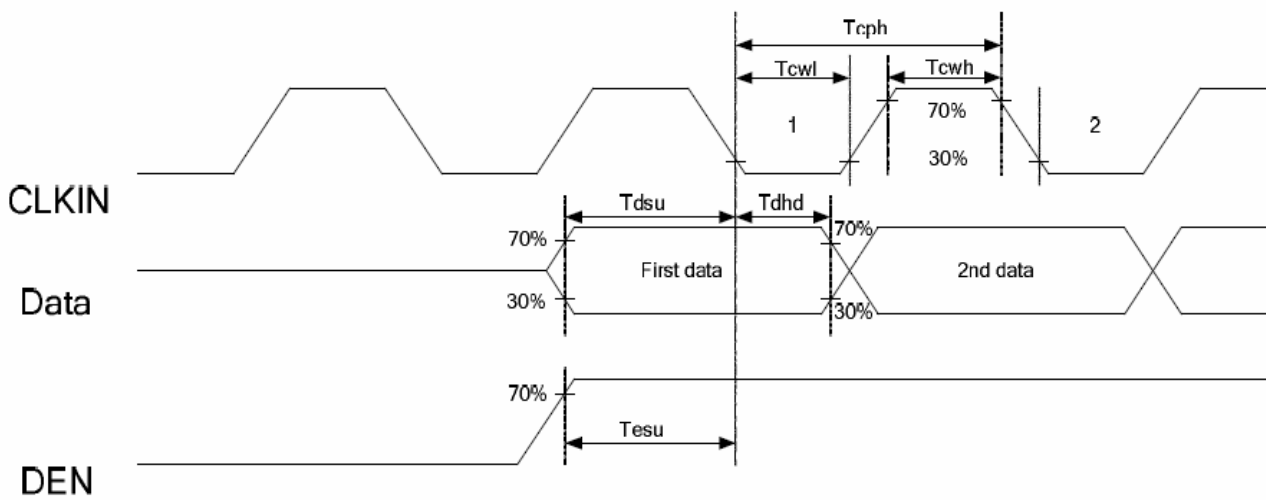 Tcph
Tcwl
Tcwh
1
70%
2
30%
CLKIN
Tdsu
Tdhd
70%
70%
First data
2nd data
Data
30%
30%
70%
Tesu
DEN